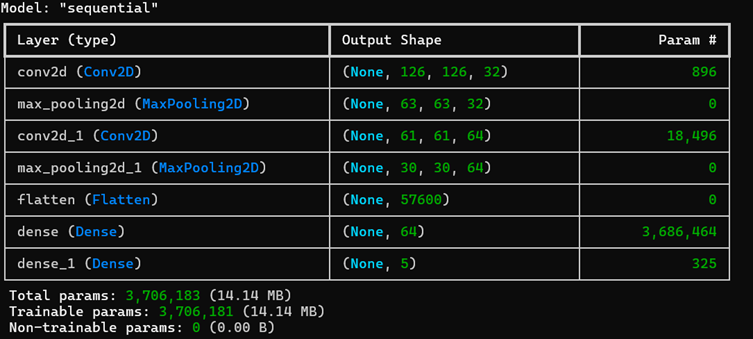 Model: "sequential"
Layer (type) Output Shape Param #
conv2d (Conv2D) (None, 126, 126, 32) 896
max_pooling2d (MaxPooling2D) (None, 63, 63, 32) 0
conv2d_1 (Conv2D) (None, 61, 61, 64) 18,496
max_pooling2d_1 (MaxPooling2D) (None, 30, 30, 64) 0
flatten (Flatten) (None, 57600) 0
dense (Dense) (None, 64) 3,686,464
dense_1 (Dense) (None, 5) 325
Total params: 3,706,183 (14.14 MB)
Trainable params: 3,706,181 (14.14 MB)
Non-trainable params: 0 (0.00 B)